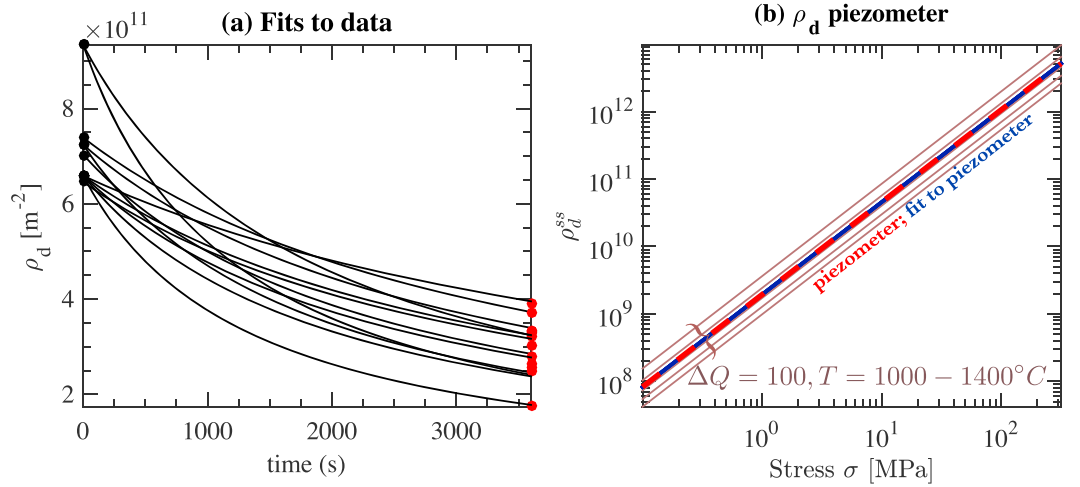 (a) Fits to data
×10^11
8
6
4
2
ρ_d [m^-2]
0
1000
2000
3000
time (s)
(b) ρ_d piezometer
10^12
10^11
10^10
10^9
10^8
ρ_d^ss
piezometer; fit to piezometer
ΔQ = 100, T = 1000 − 1400°C
10^0
10^1
10^2
Stress σ [MPa]